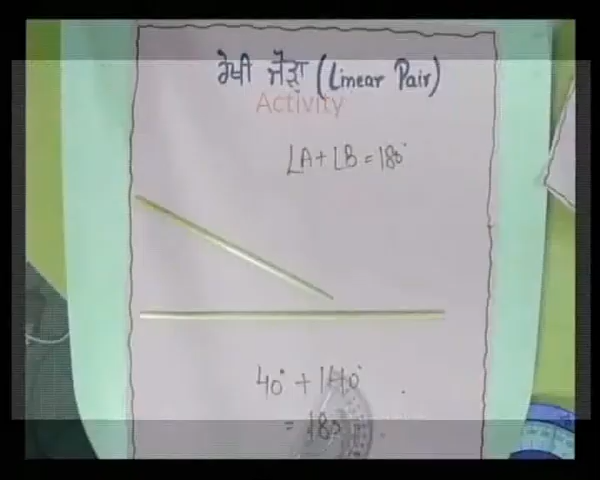 ਰੇਖੀ ਜੋੜਾ (Linear Pair)
Activity
∠A + ∠B = 180°
40° + 140°
= 180